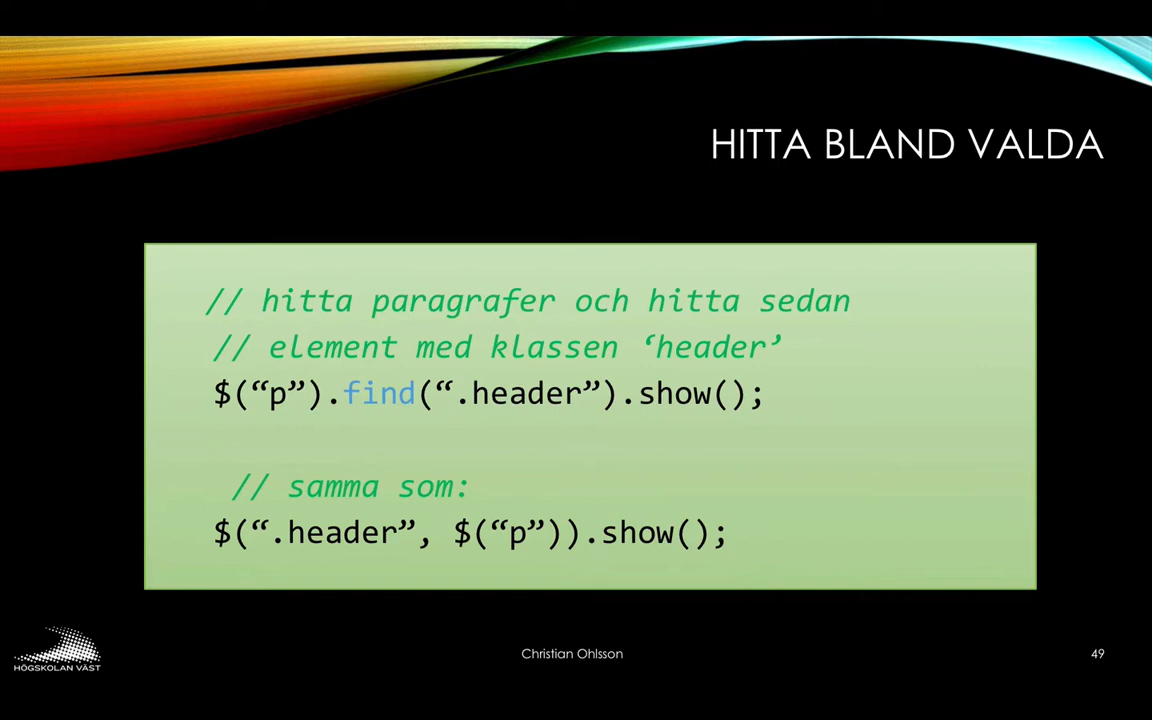 HITTA BLAND VALDA
// hitta paragrafer och hitta sedan
// element med klassen ‘header’
$(“p”).find(“.header”).show();
// samma som:
$(“.header”, $(“p”)).show();
HÖGSKOLAN VÄST
Christian Ohlsson
49